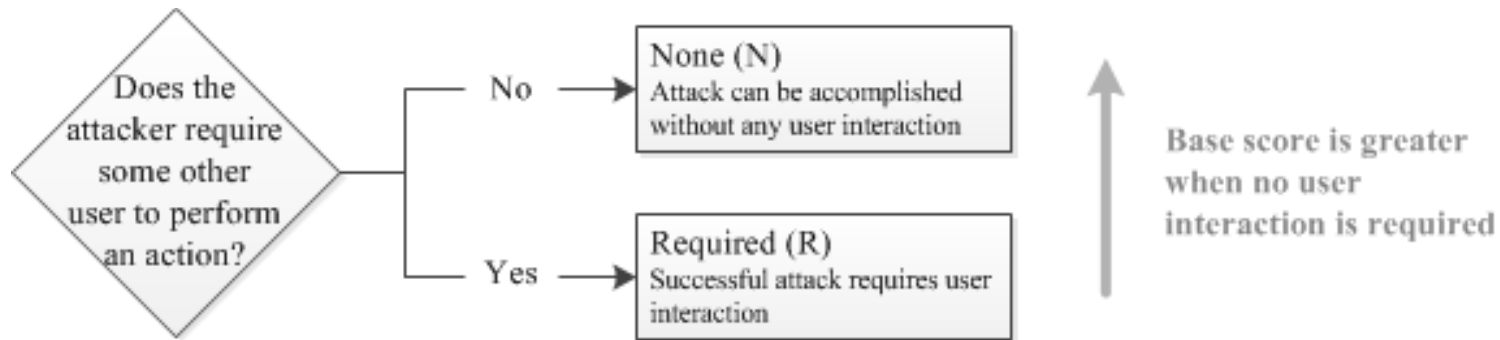 Does the
attacker require
some other
user to perform
an action?
No
None (N)
Attack can be accomplished
without any user interaction
Yes
Required (R)
Successful attack requires user
interaction
Base score is greater
when no user
interaction is required